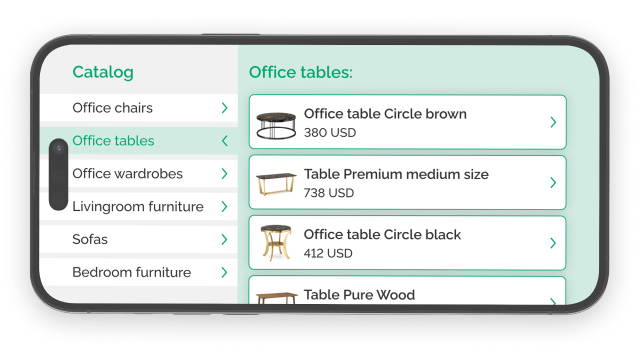 Catalog
Office chairs
Office tables
Office wardrobes
Livingroom furniture
Sofas
Bedroom furniture
Office tables:
Office table Circle brown
380 USD
Table Premium medium size
738 USD
Office table Circle black
412 USD
Table Pure Wood